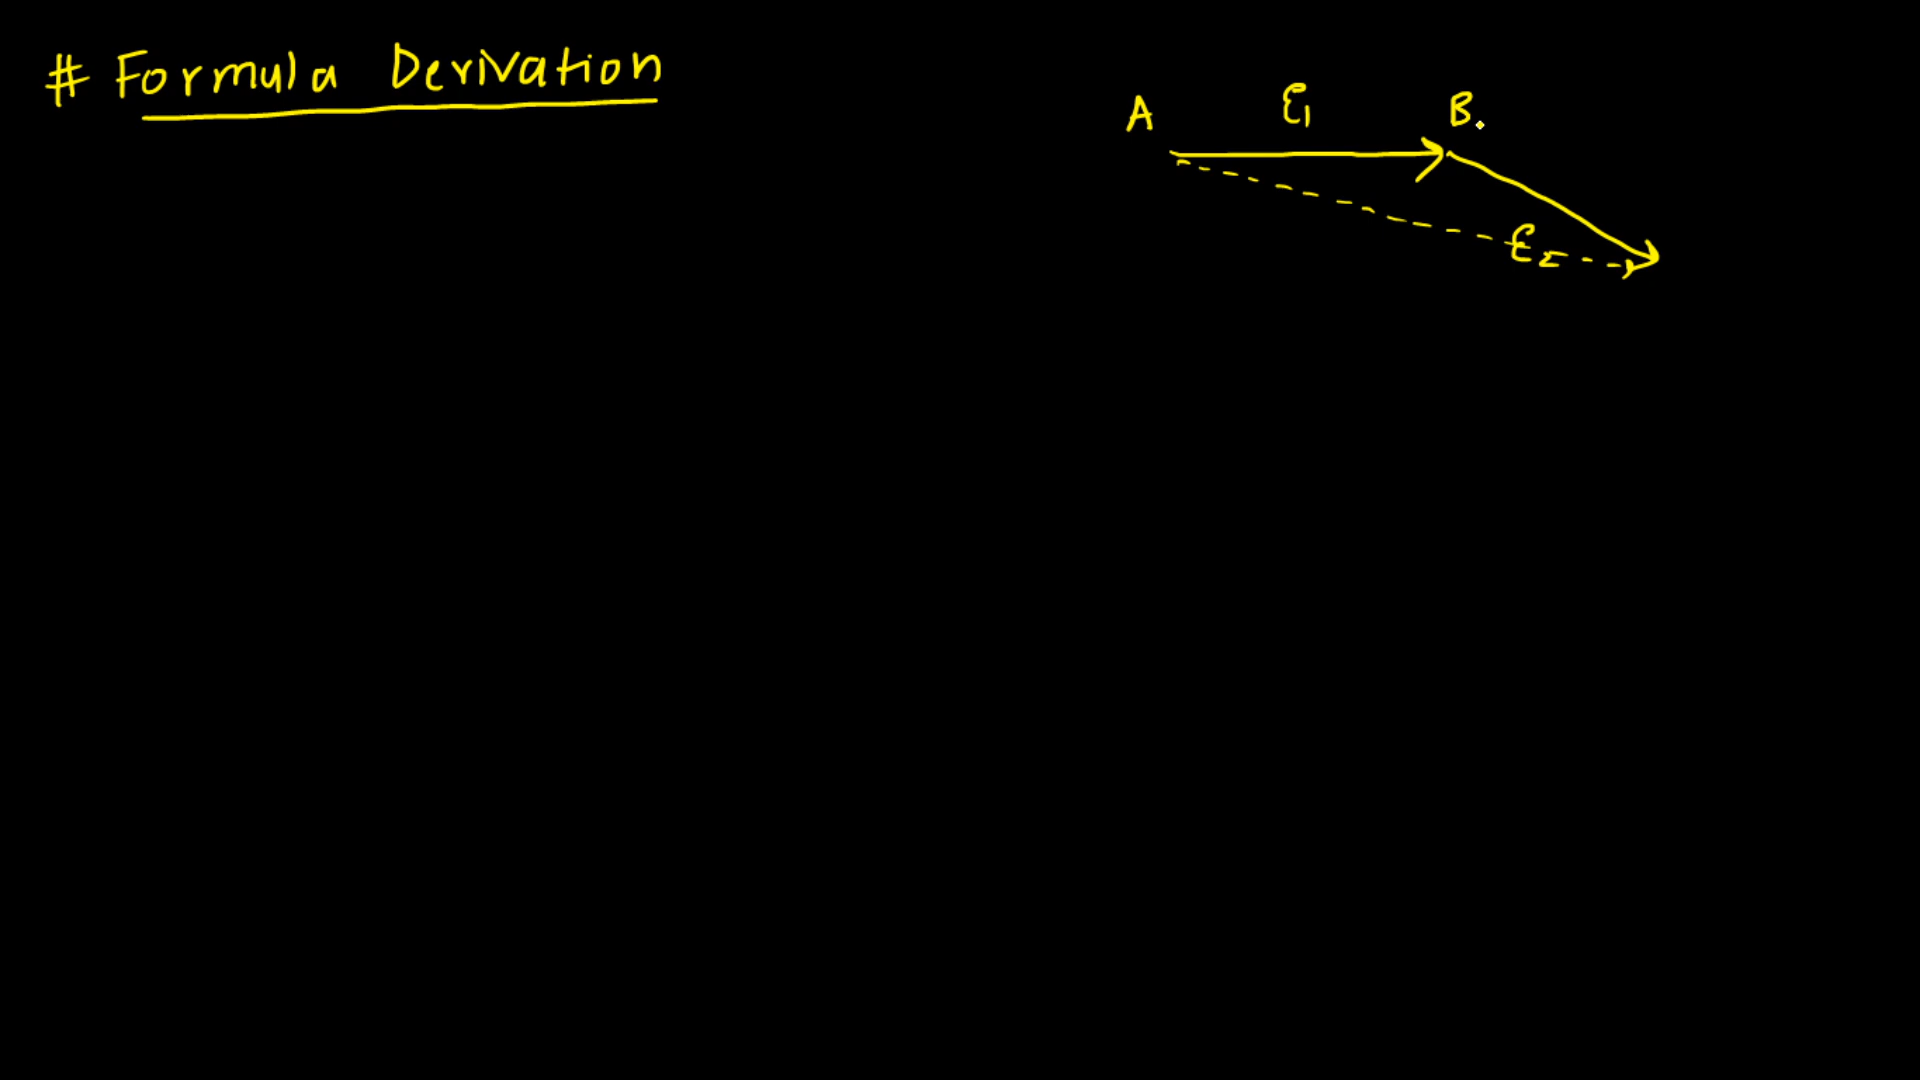 # Formula Derivation
A ε₁ B.
ε₂